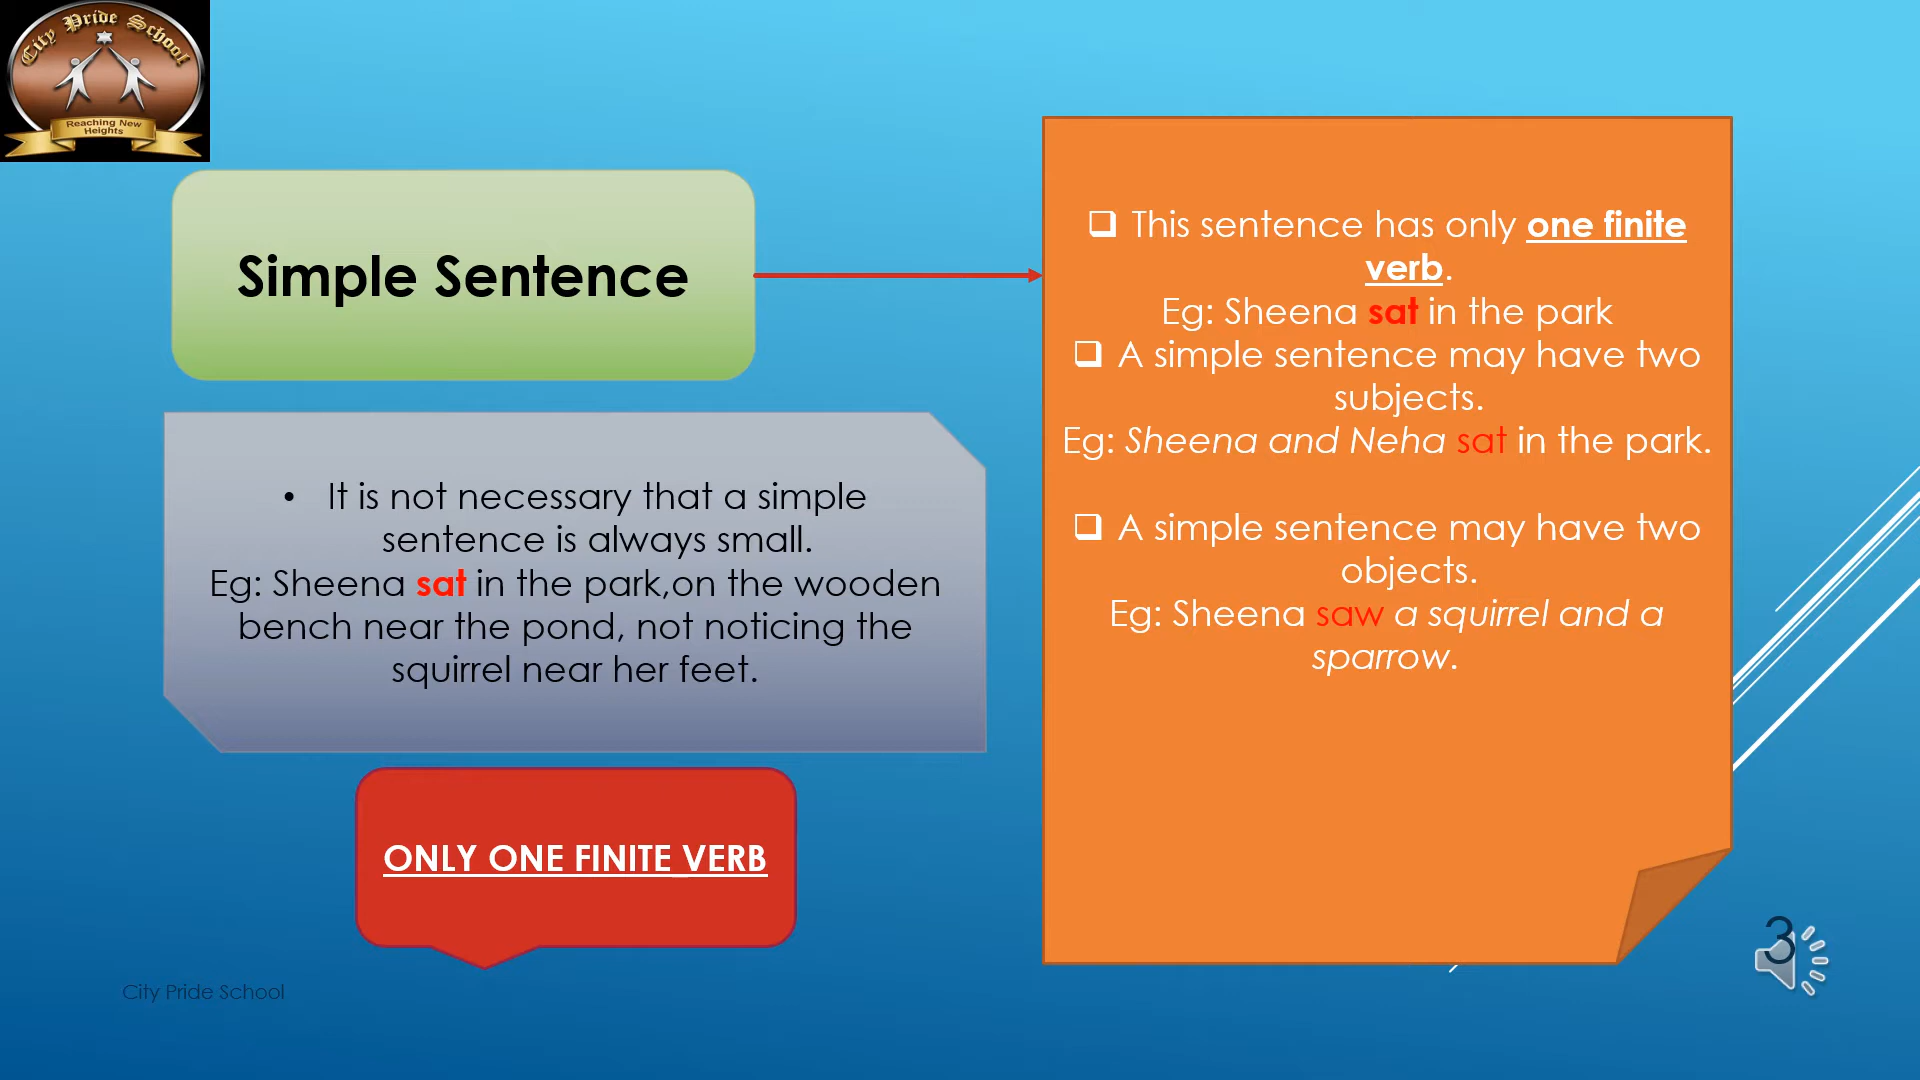 City Pride School
Reaching New
Heights
Simple Sentence
• It is not necessary that a simple
sentence is always small.
Eg: Sheena sat in the park,on the wooden
bench near the pond, not noticing the
squirrel near her feet.
ONLY ONE FINITE VERB
❑ This sentence has only one finite
verb.
Eg: Sheena sat in the park
❑ A simple sentence may have two
subjects.
Eg: Sheena and Neha sat in the park.
❑ A simple sentence may have two
objects.
Eg: Sheena saw a squirrel and a
sparrow.
City Pride School
3